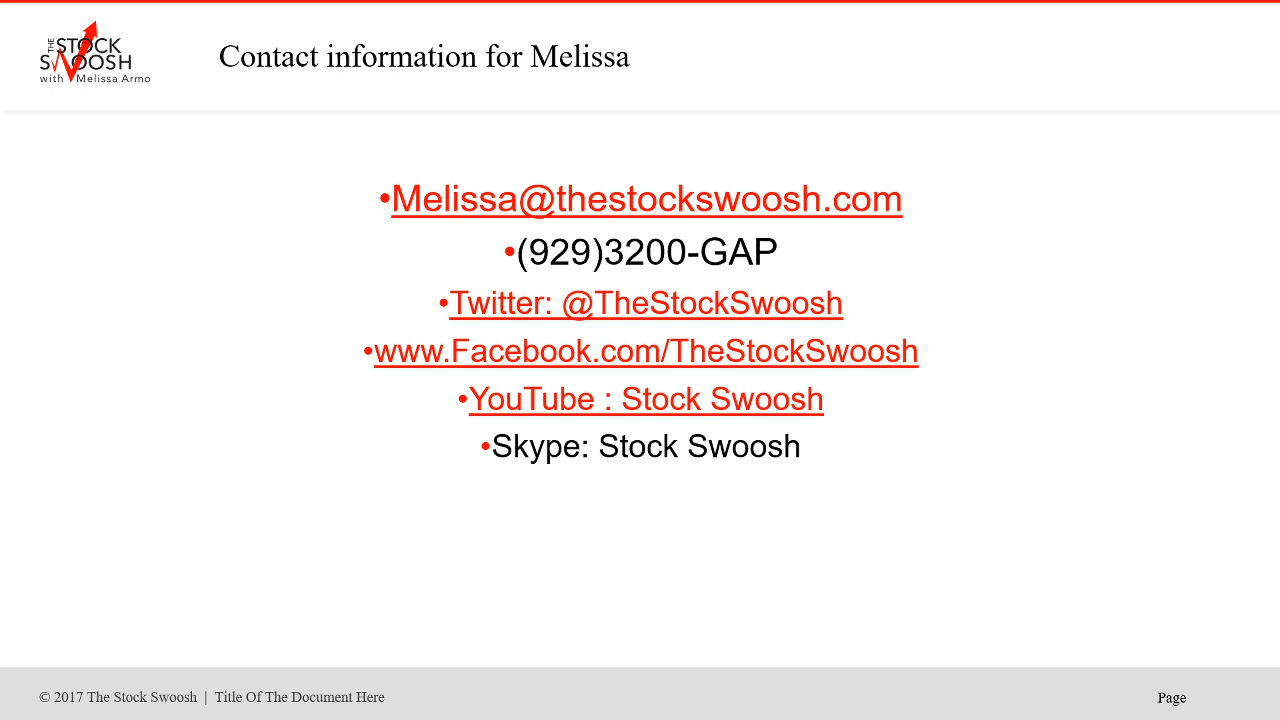 THE STOCK
SWOOSH
with Melissa Armo
Contact information for Melissa
•Melissa@thestockswoosh.com
•(929)3200-GAP
•Twitter: @TheStockSwoosh
•www.Facebook.com/TheStockSwoosh
•YouTube : Stock Swoosh
•Skype: Stock Swoosh
© 2017 The Stock Swoosh | Title Of The Document Here
Page